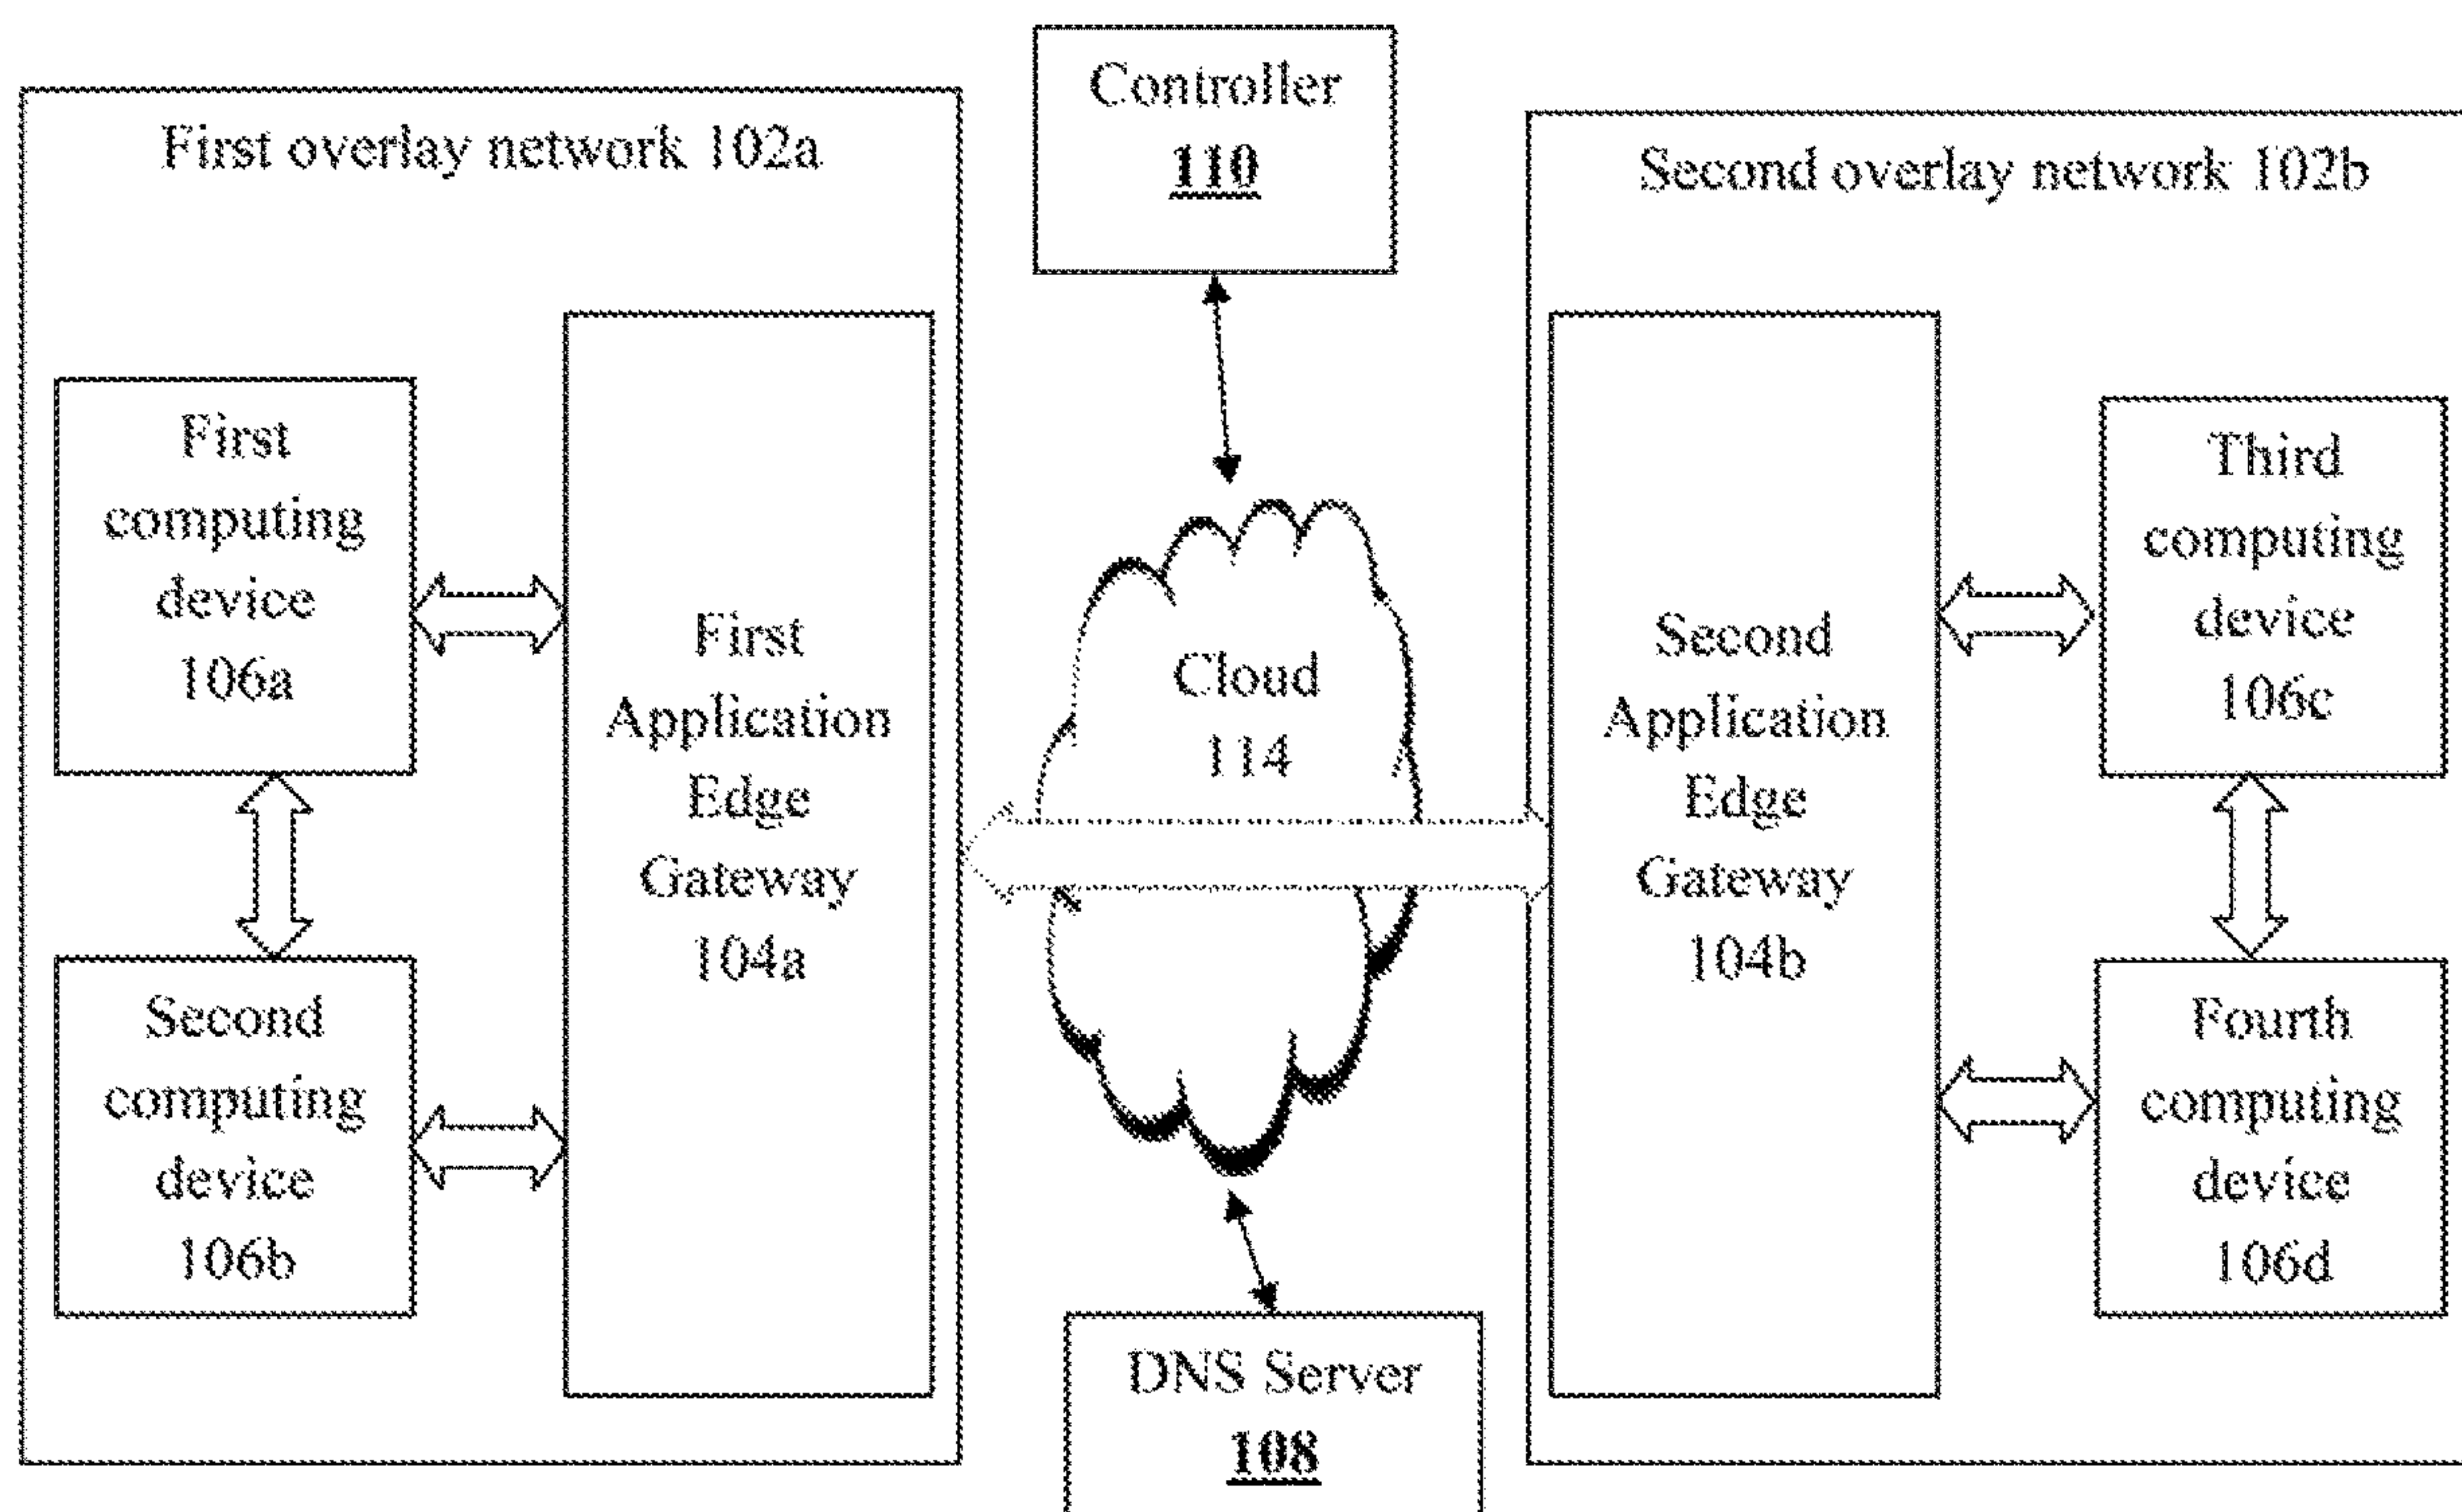 Controller
110
First overlay network 102a
Second overlay network 102b
First
computing
device
106a
Second
computing
device
106b
First
Application
Edge
Gateway
104a
Cloud
114
Second
Application
Edge
Gateway
104b
Third
computing
device
106c
Fourth
computing
device
106d
DNS Server
108